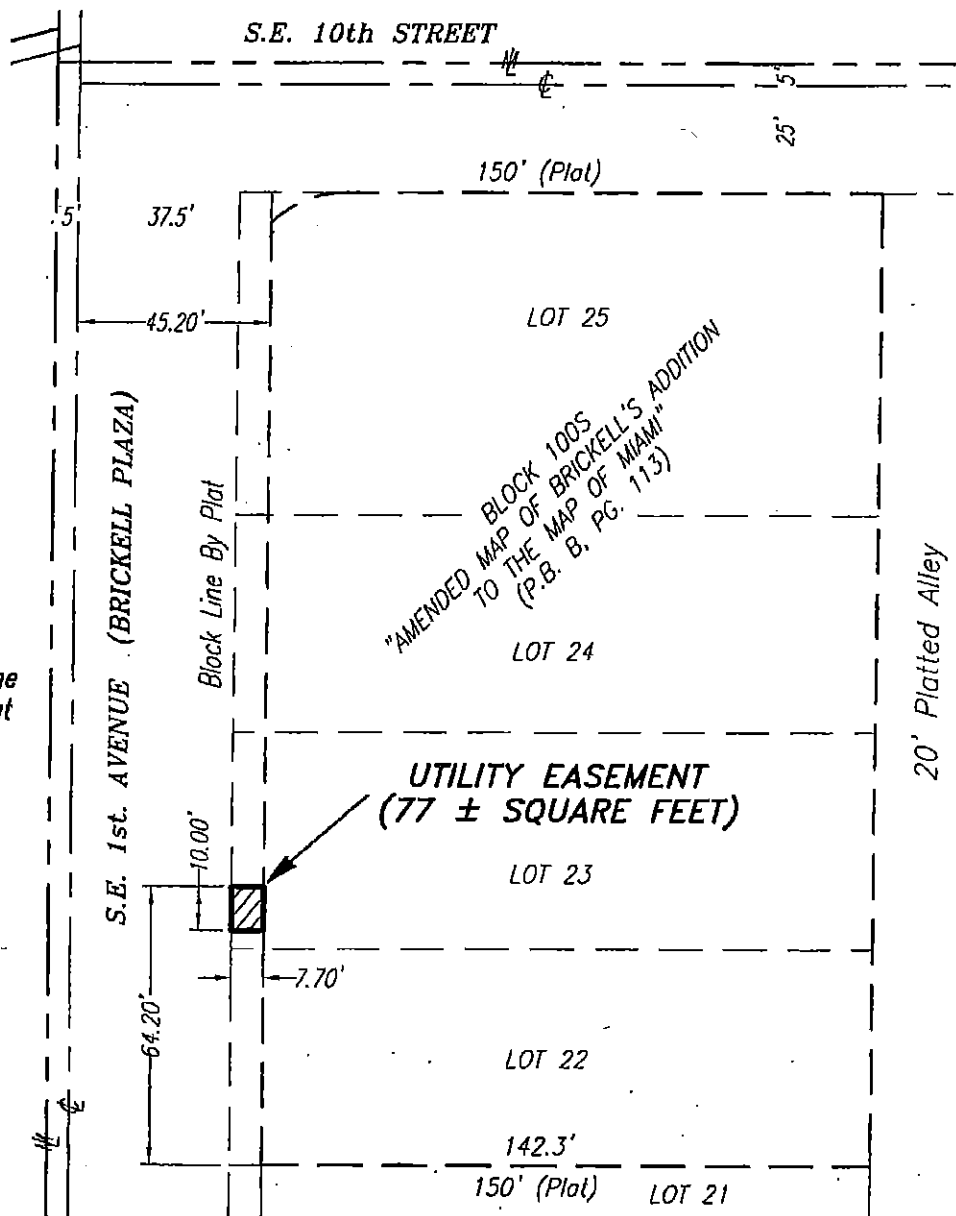 S.E. 10th STREET
M
℄
5'
25'
150' (Plat)
5'
37.5'
45.20'
LOT 25
S.E. 1st. AVENUE (BRICKELL PLAZA)
Block Line By Plat
BLOCK 100S
"AMENDED MAP OF BRICKELL'S ADDITION
TO THE MAP OF MIAMI"
(P.B. B, PG. 113)
20' Platted Alley
LOT 24
UTILITY EASEMENT
(77 ± SQUARE FEET)
10.00'
LOT 23
7.70'
64.20'
LOT 22
℄
142.3'
150' (Plat)
LOT 21